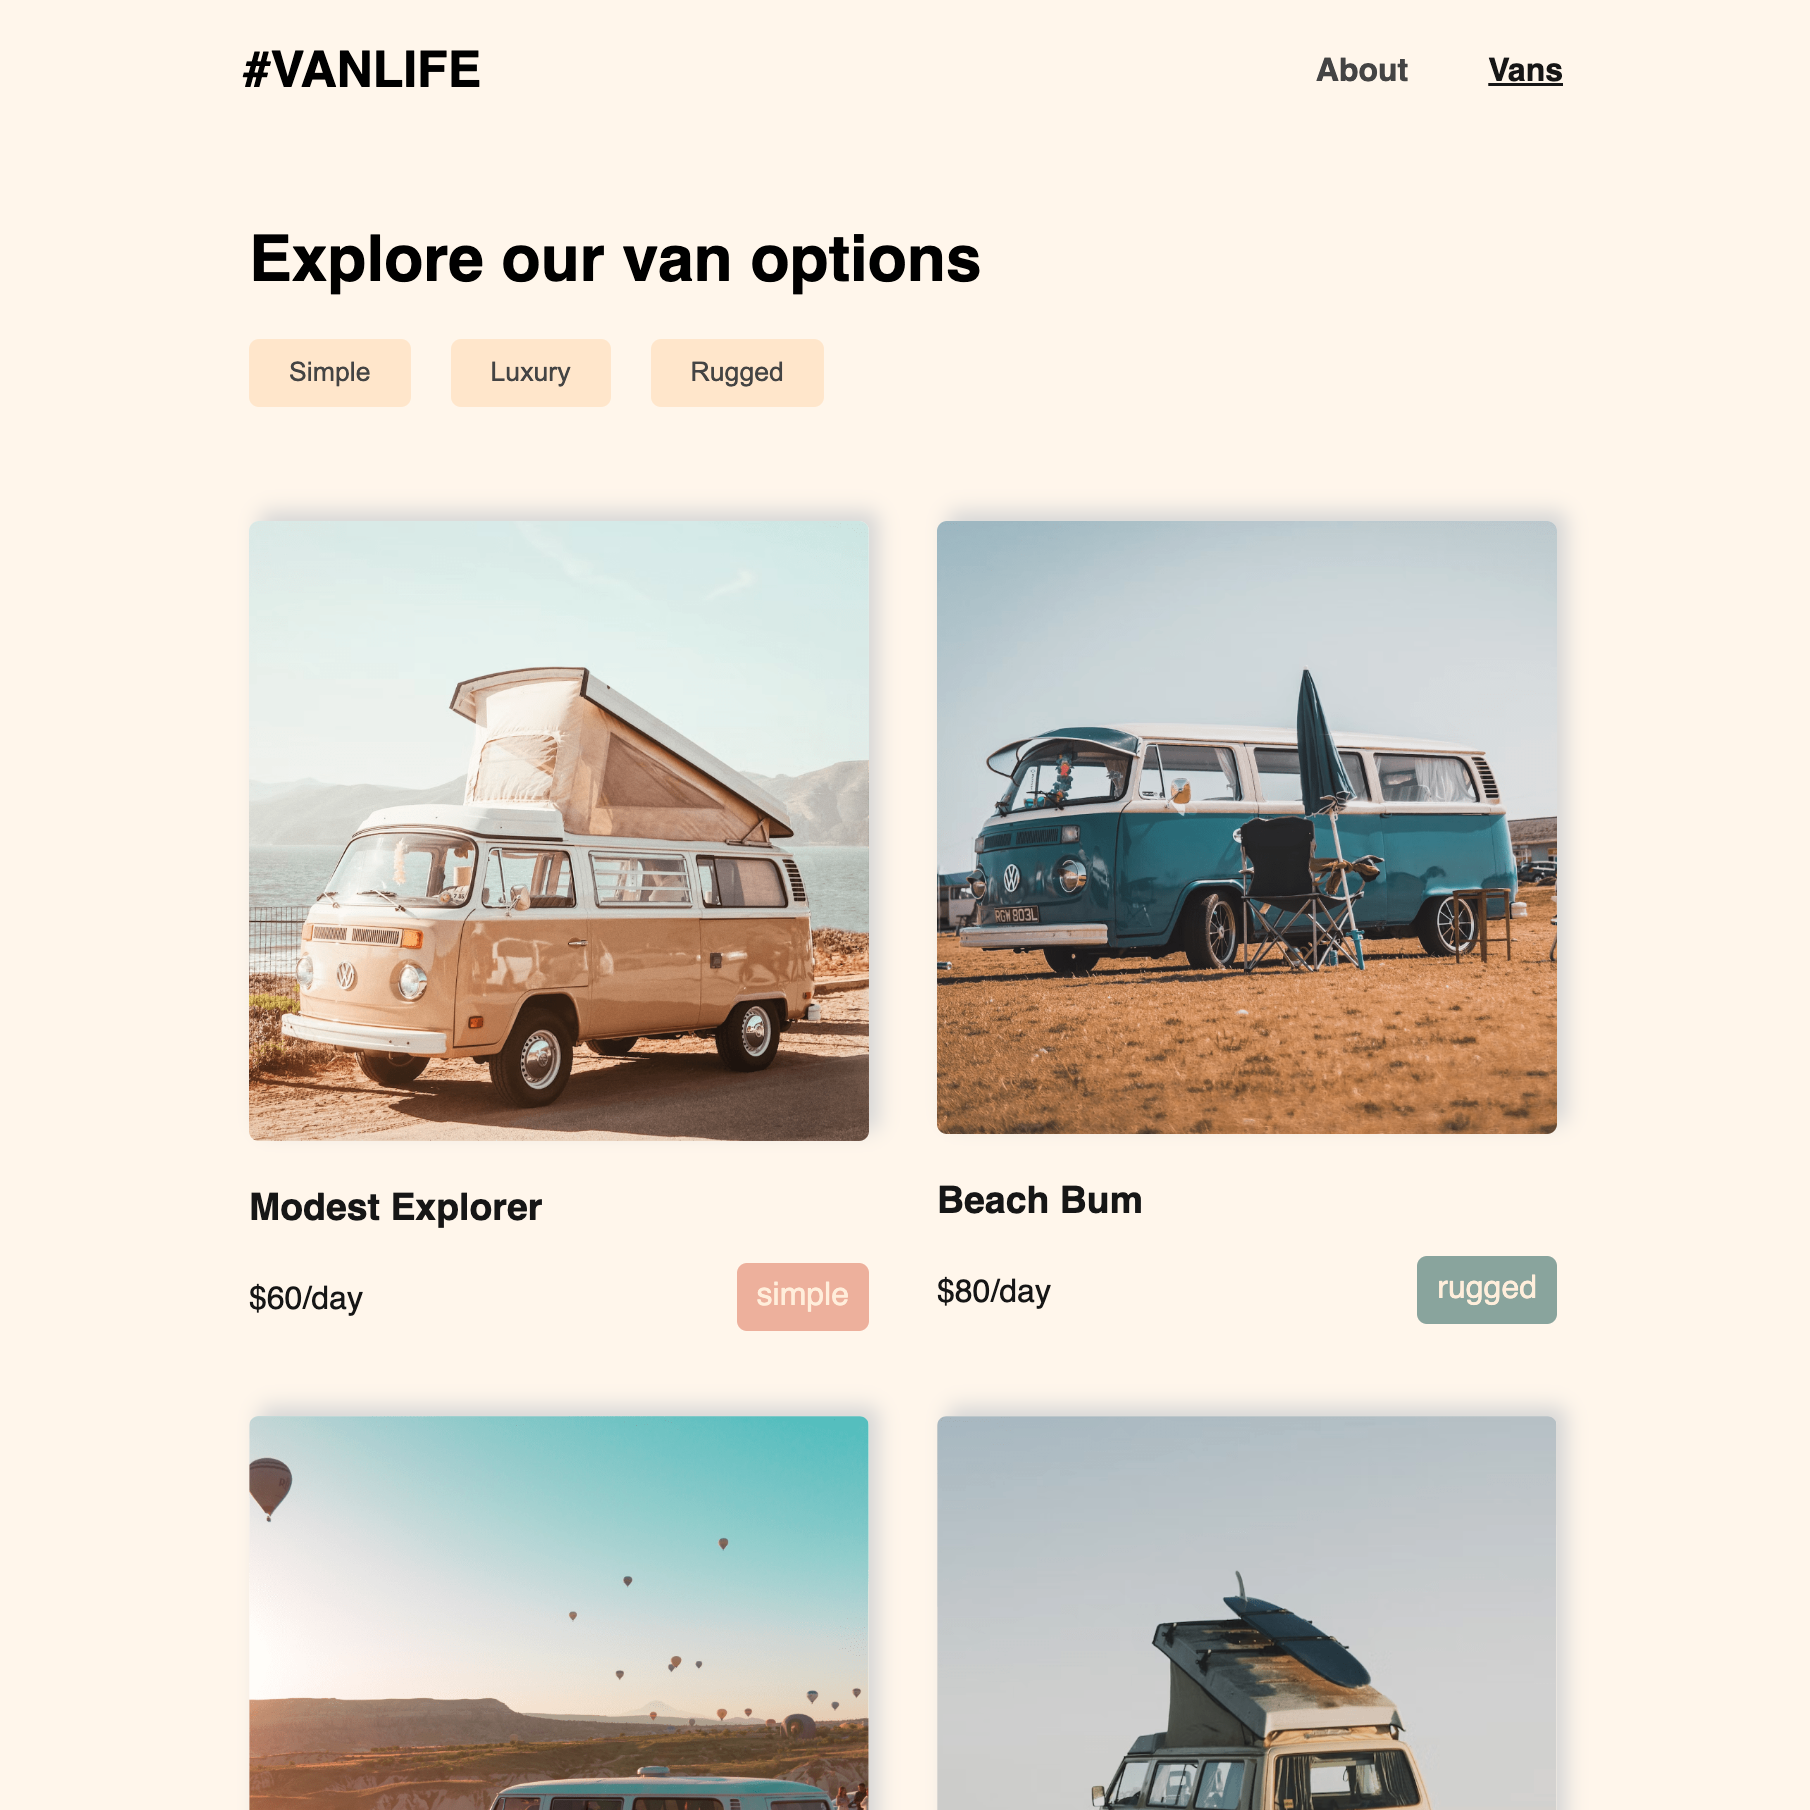 #VANLIFE
About
Vans
Explore our van options
Simple
Luxury
Rugged
RGW 803L
Modest Explorer
Beach Bum
$60/day
simple
$80/day
rugged